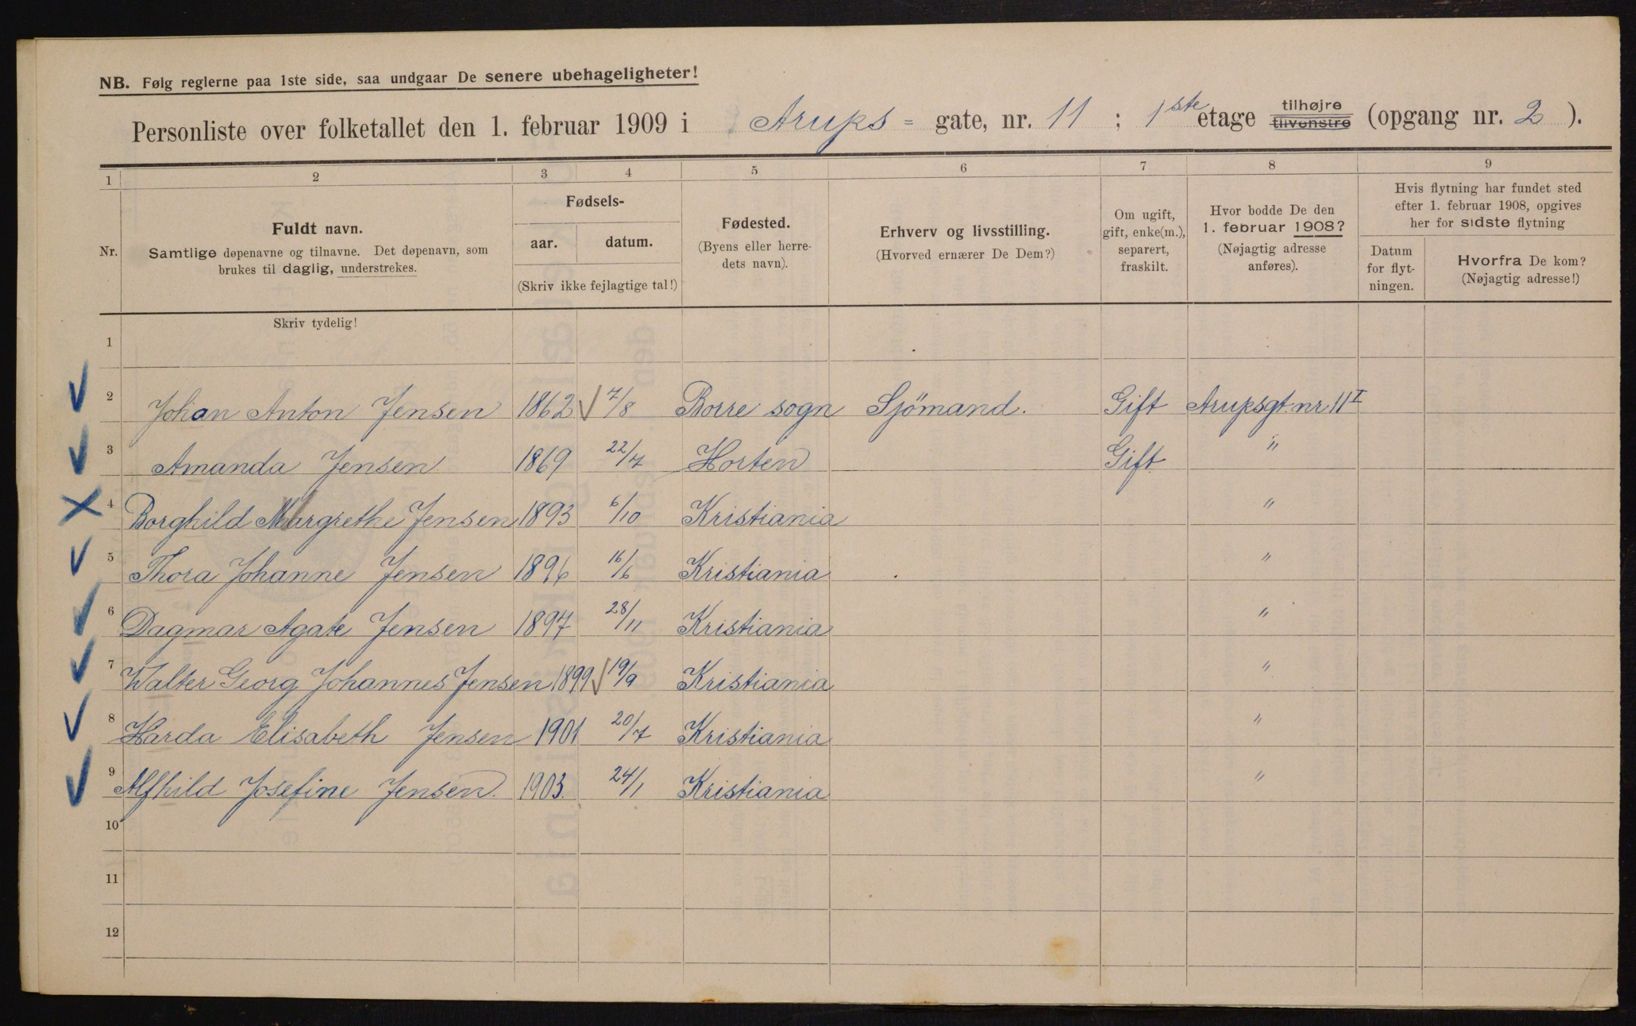 NB. Følg reglerne paa 1ste side, saa undgaar De senere ubehageligheter!
Personliste over folketallet den 1. februar 1909 i Arups = gate, nr. 11 ; 1ste etage tilhøjre tilvenstre (opgang nr. 2 ).
1 2 3 4 5 6 7 8 9
Nr.
Fuldt navn.
Samtlige døpenavne og tilnavne. Det døpenavn, som
brukes til daglig, understrekes.
Fødsels-
aar. datum.
(Skriv ikke fejlagtige tal!)
Fødested.
(Byens eller herre-
dets navn).
Erhverv og livsstilling.
(Hvorved ernærer De Dem?)
Om ugift,
gift, enke(m.),
separert,
fraskilt.
Hvor bodde De den
1. februar 1908?
(Nøjagtig adresse
anføres).
Hvis flytning har fundet sted
efter 1. februar 1908, opgives
her for sidste flytning
Datum
for flyt-
ningen.
Hvorfra De kom?
(Nøjagtig adresse!)
Skriv tydelig!
1
2 Johan Anton Jensen 1862 7/8 Borre sogn Sjömand. Gift Arupsgt nr 11 I
3 Amanda Jensen 1869 22/7 Horten Gift "
4 Borghild Margrethe Jensen 1893 6/10 Kristiania "
5 Thora Johanne Jensen 1896 16/6 Kristiania "
6 Dagmar Agate Jensen 1897 28/11 Kristiania "
7 Walter Georg Johannes Jensen 1899 19/9 Kristiania "
8 Harda Elisabeth Jensen 1901 20/7 Kristiania "
9 Alfhild Josefine Jensen. 1903. 24/1 Kristiania "
10
11
12